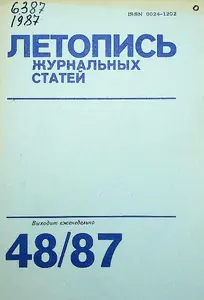 6387
1987
ISSN 0024-1202
О
ЛЕТОПИСЬ
ЖУРНАЛЬНЫХ
СТАТЕЙ
Выходит еженедельно
48/87